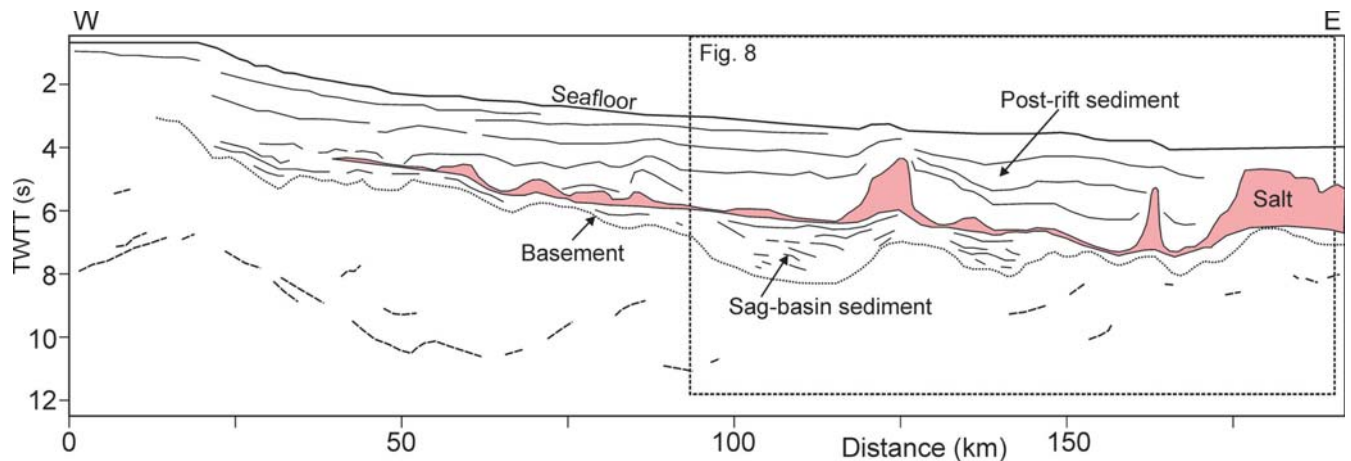 W
E
Fig. 8
2
Seafloor
Post-rift sediment
4
TWTT (s)
Salt
6
Basement
8
Sag-basin sediment
10
12
0
50
100
Distance (km)
150